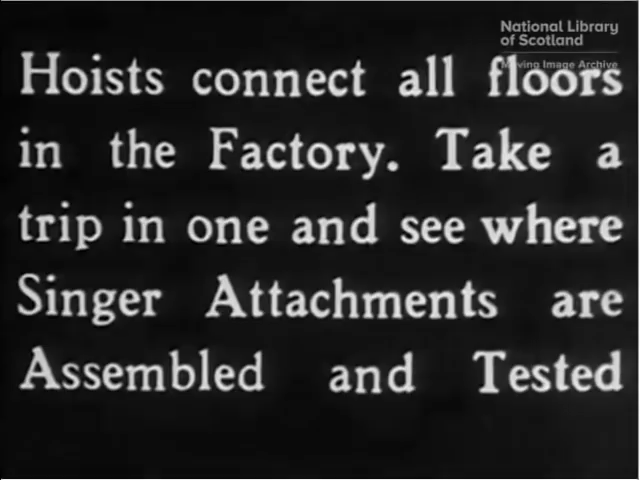 National Library
of Scotland
Moving Image Archive
Hoists connect all floors
in the Factory. Take a
trip in one and see where
Singer Attachments are
Assembled and Tested